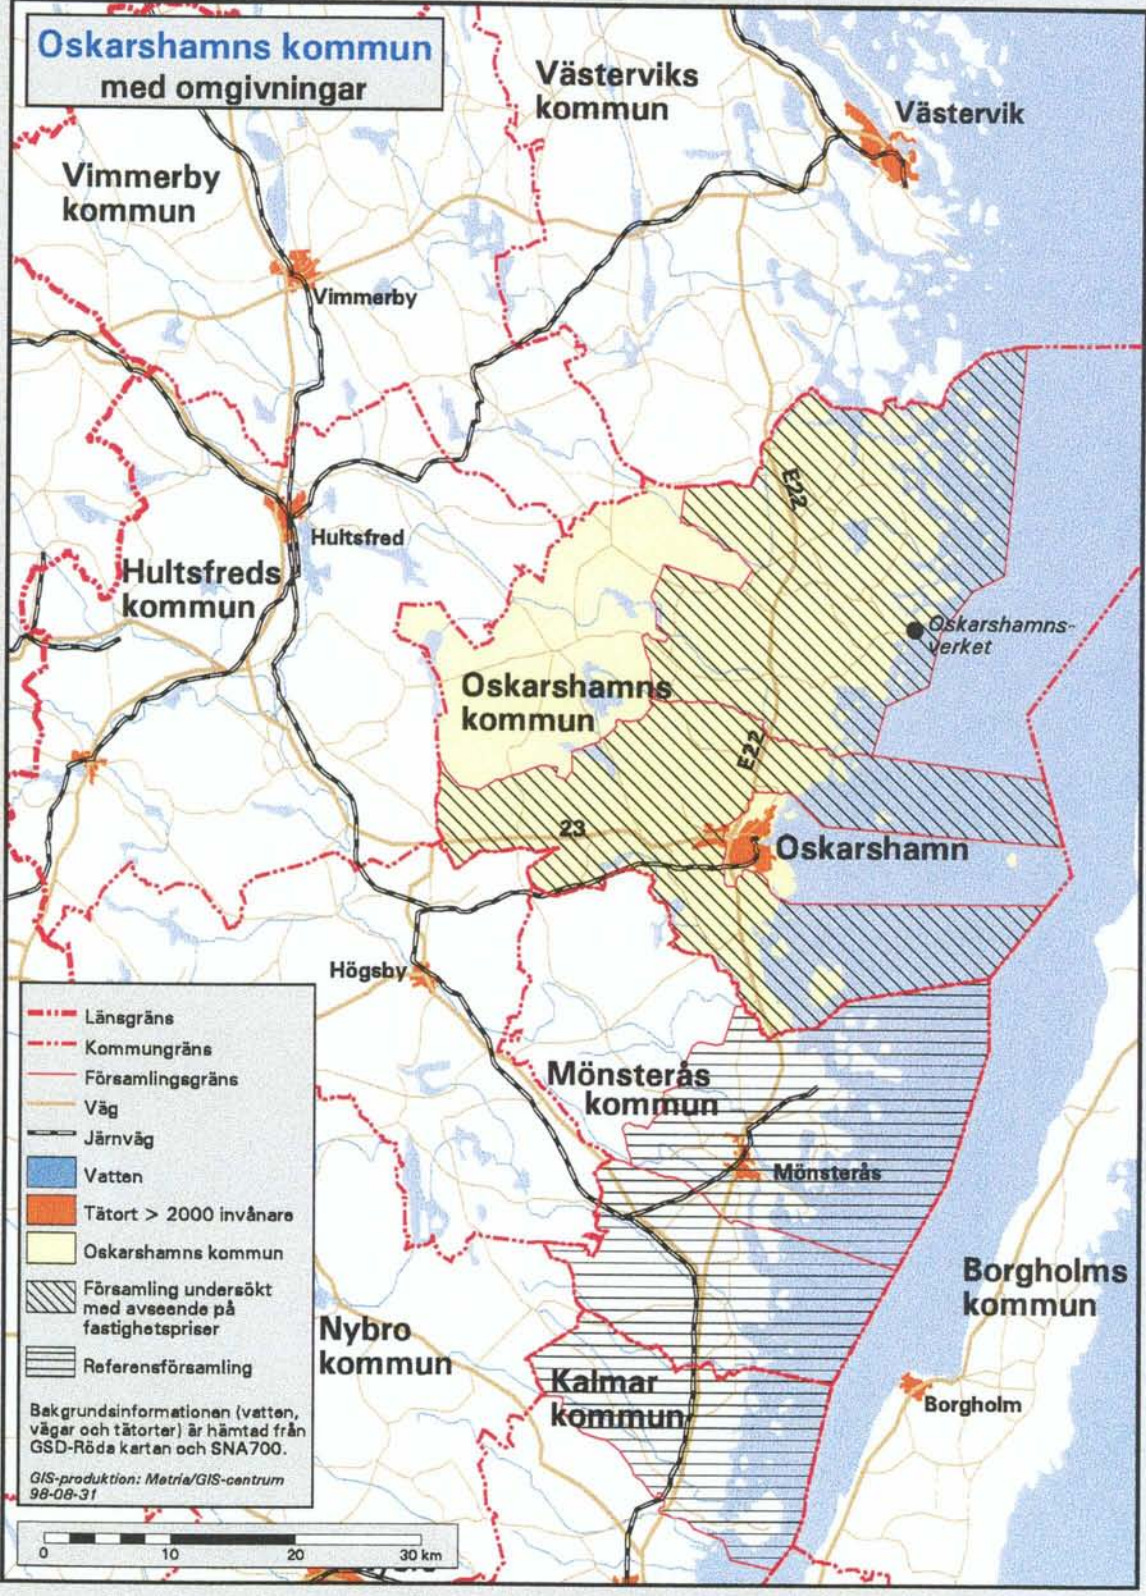 Oskarshamns kommun
med omgivningar
Västerviks
kommun
Västervik
Vimmerby
kommun
Vimmerby
Hultsfred
Hultsfreds
kommun
E22
Oskarshamns-
verket
Oskarshamns
kommun
E22
23
Oskarshamn
Högsby
Mönsterås
kommun
Mönsterås
Borgholms
kommun
Nybro
kommun
Kalmar
kommun
Borgholm
Länsgräns
Kommungräns
Församlingsgräns
Väg
Järnväg
Vatten
Tätort > 2000 invånare
Oskarshamns kommun
Församling undersökt
med avseende på
fastighetspriser
Referensförsamling
Bakgrundsinformationen (vatten,
vägar och tätorter) är hämtad från
GSD-Röda kartan och SNA700.
GIS-produktion: Metria/GIS-centrum
98-08-31
0 10 20 30 km